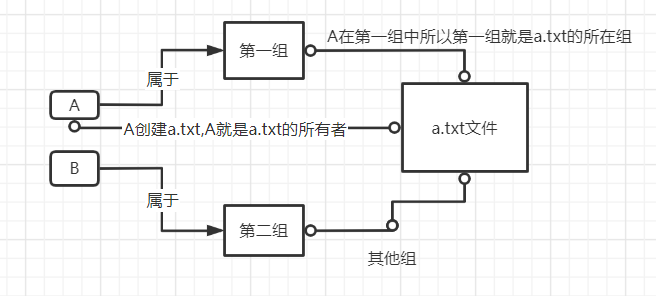 A在第一组中所以第一组就是a.txt的所在组
第一组
属于
A
A创建a.txt,A就是a.txt的所有者
a.txt文件
B
属于
第二组
其他组